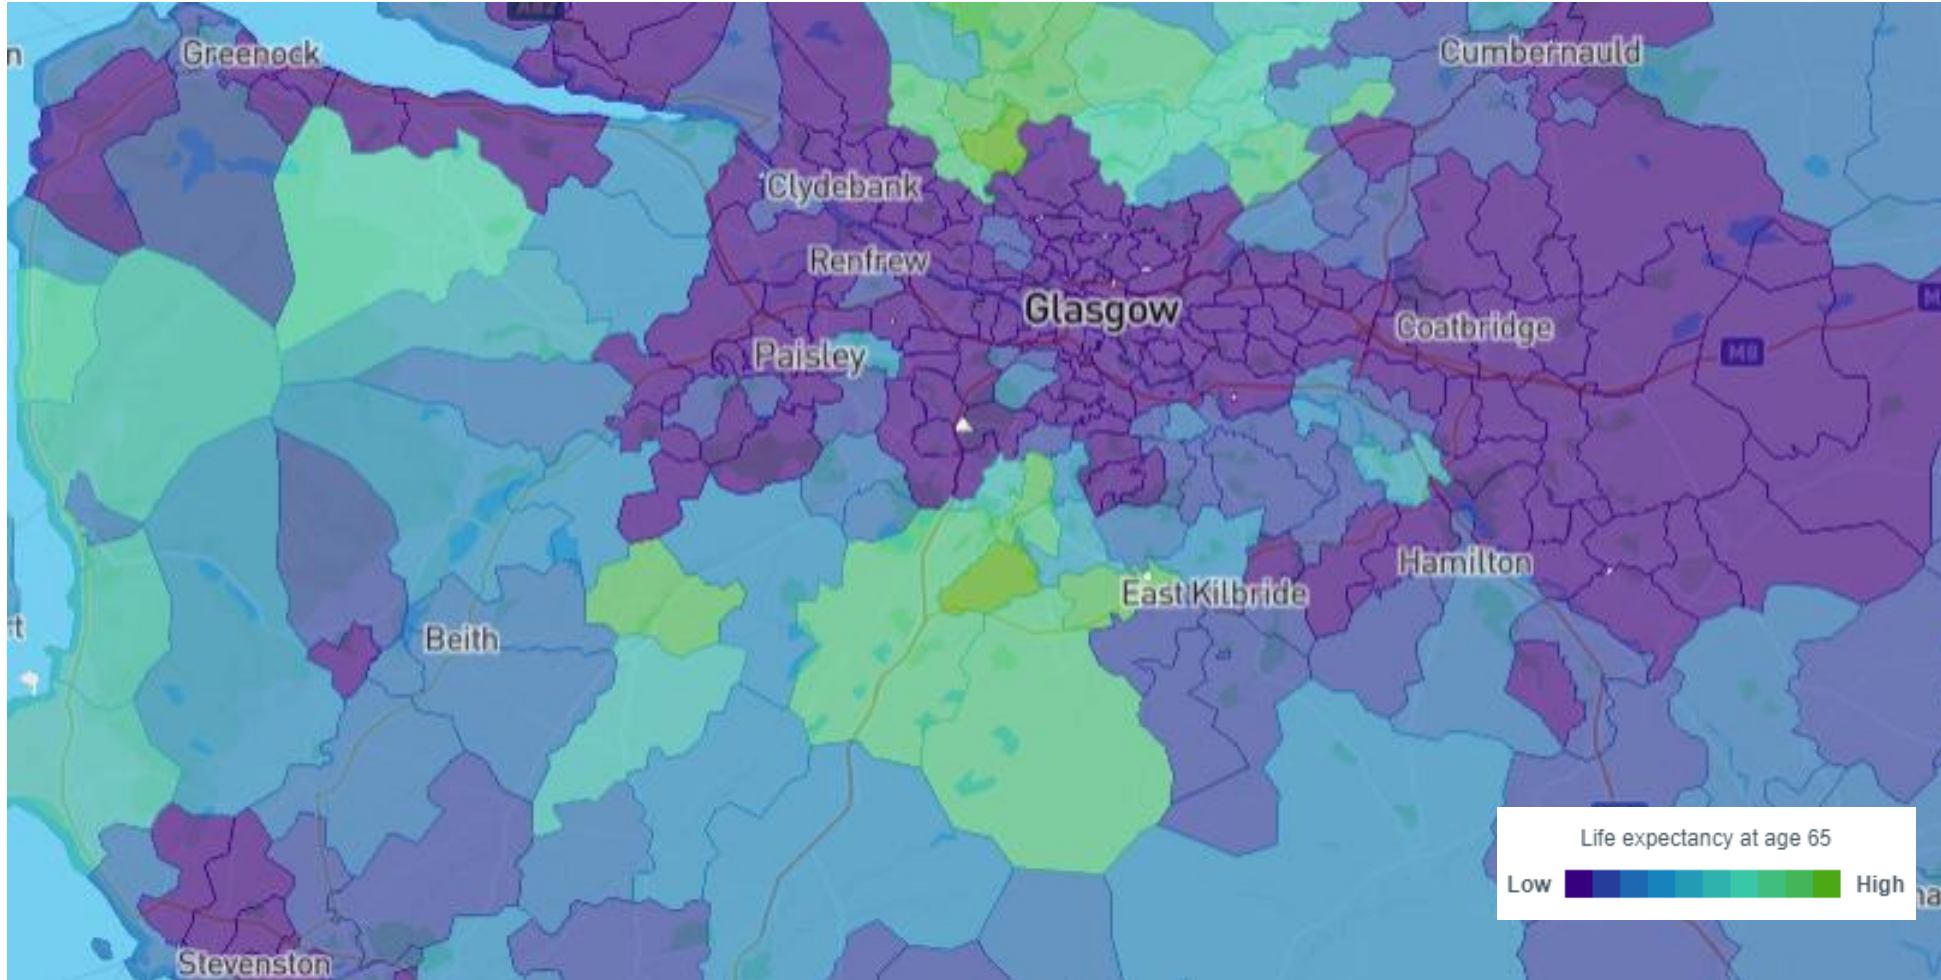 Greenock
Cumbernauld
Clydebank
Renfrew
Glasgow
Coatbridge
Paisley
M8
Hamilton
East Kilbride
Beith
Life expectancy at age 65
Low
High
Stevenston